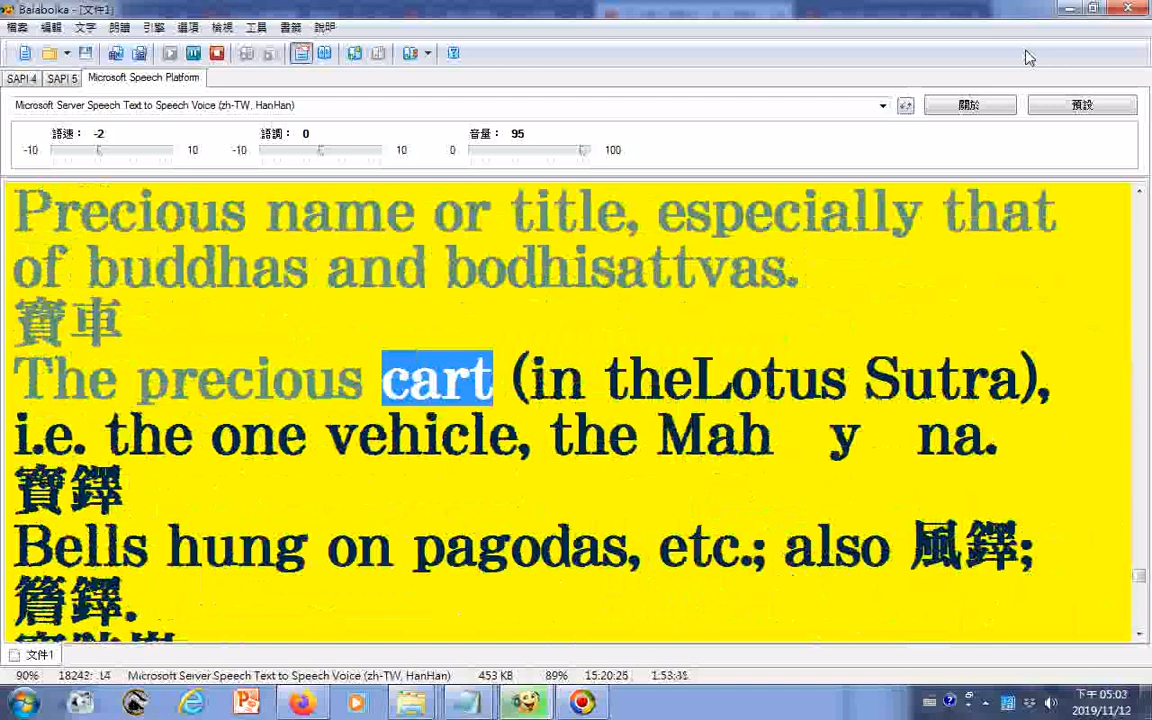 Balabolka - [文件1]
檔案 編輯 文字 朗讀 引擎 選項 檢視 工具 書籤 說明
SAPI 4 SAPI 5 Microsoft Speech Platform
Microsoft Server Speech Text to Speech Voice (zh-TW, HanHan) 關於 預設
語速： -2 語調： 0 音量： 95
-10 10 -10 10 0 100
Precious name or title, especially that
of buddhas and bodhisattvas.
寶車
The precious cart (in theLotus Sutra),
i.e. the one vehicle, the Mah y na.
寶鐸
Bells hung on pagodas, etc.; also 風鐸;
簷鐸.
文件1
90% 18242: 14 Microsoft Server Speech Text to Speech Voice (zh-TW, HanHan) 453 KB 89% 15:20:25 1:53:31
下午 05:03
2019/11/12